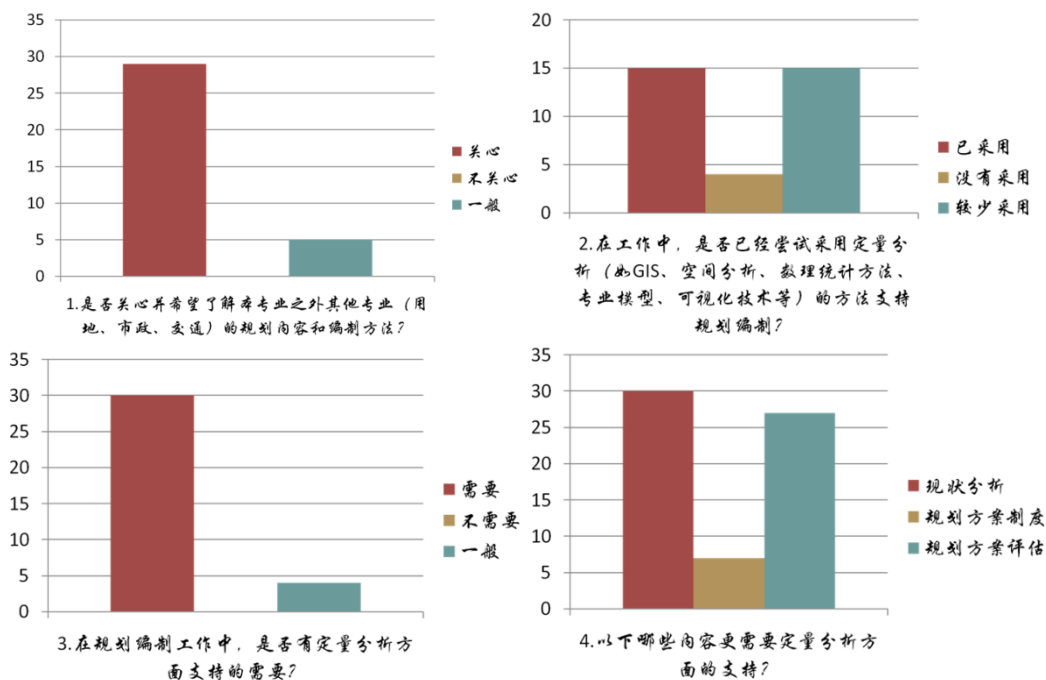 35
30
25
20
15
10
5
0
关心
不关心
一般
1.是否关心并希望了解本专业之外其他专业（用
地、市政、交通）的规划内容和编制方法？
20
15
10
5
0
已采用
没有采用
较少采用
2.在工作中，是否已经尝试采用定量分
析（如GIS、空间分析、数理统计方法、
专业模型、可视化技术等）的方法支持
规划编制？
35
30
25
20
15
10
5
0
需要
不需要
一般
3.在规划编制工作中，是否有定量分析方
面支持的需要？
35
30
25
20
15
10
5
0
现状分析
规划方案制度
规划方案评估
4.以下哪些内容更需要定量分析方
面的支持？